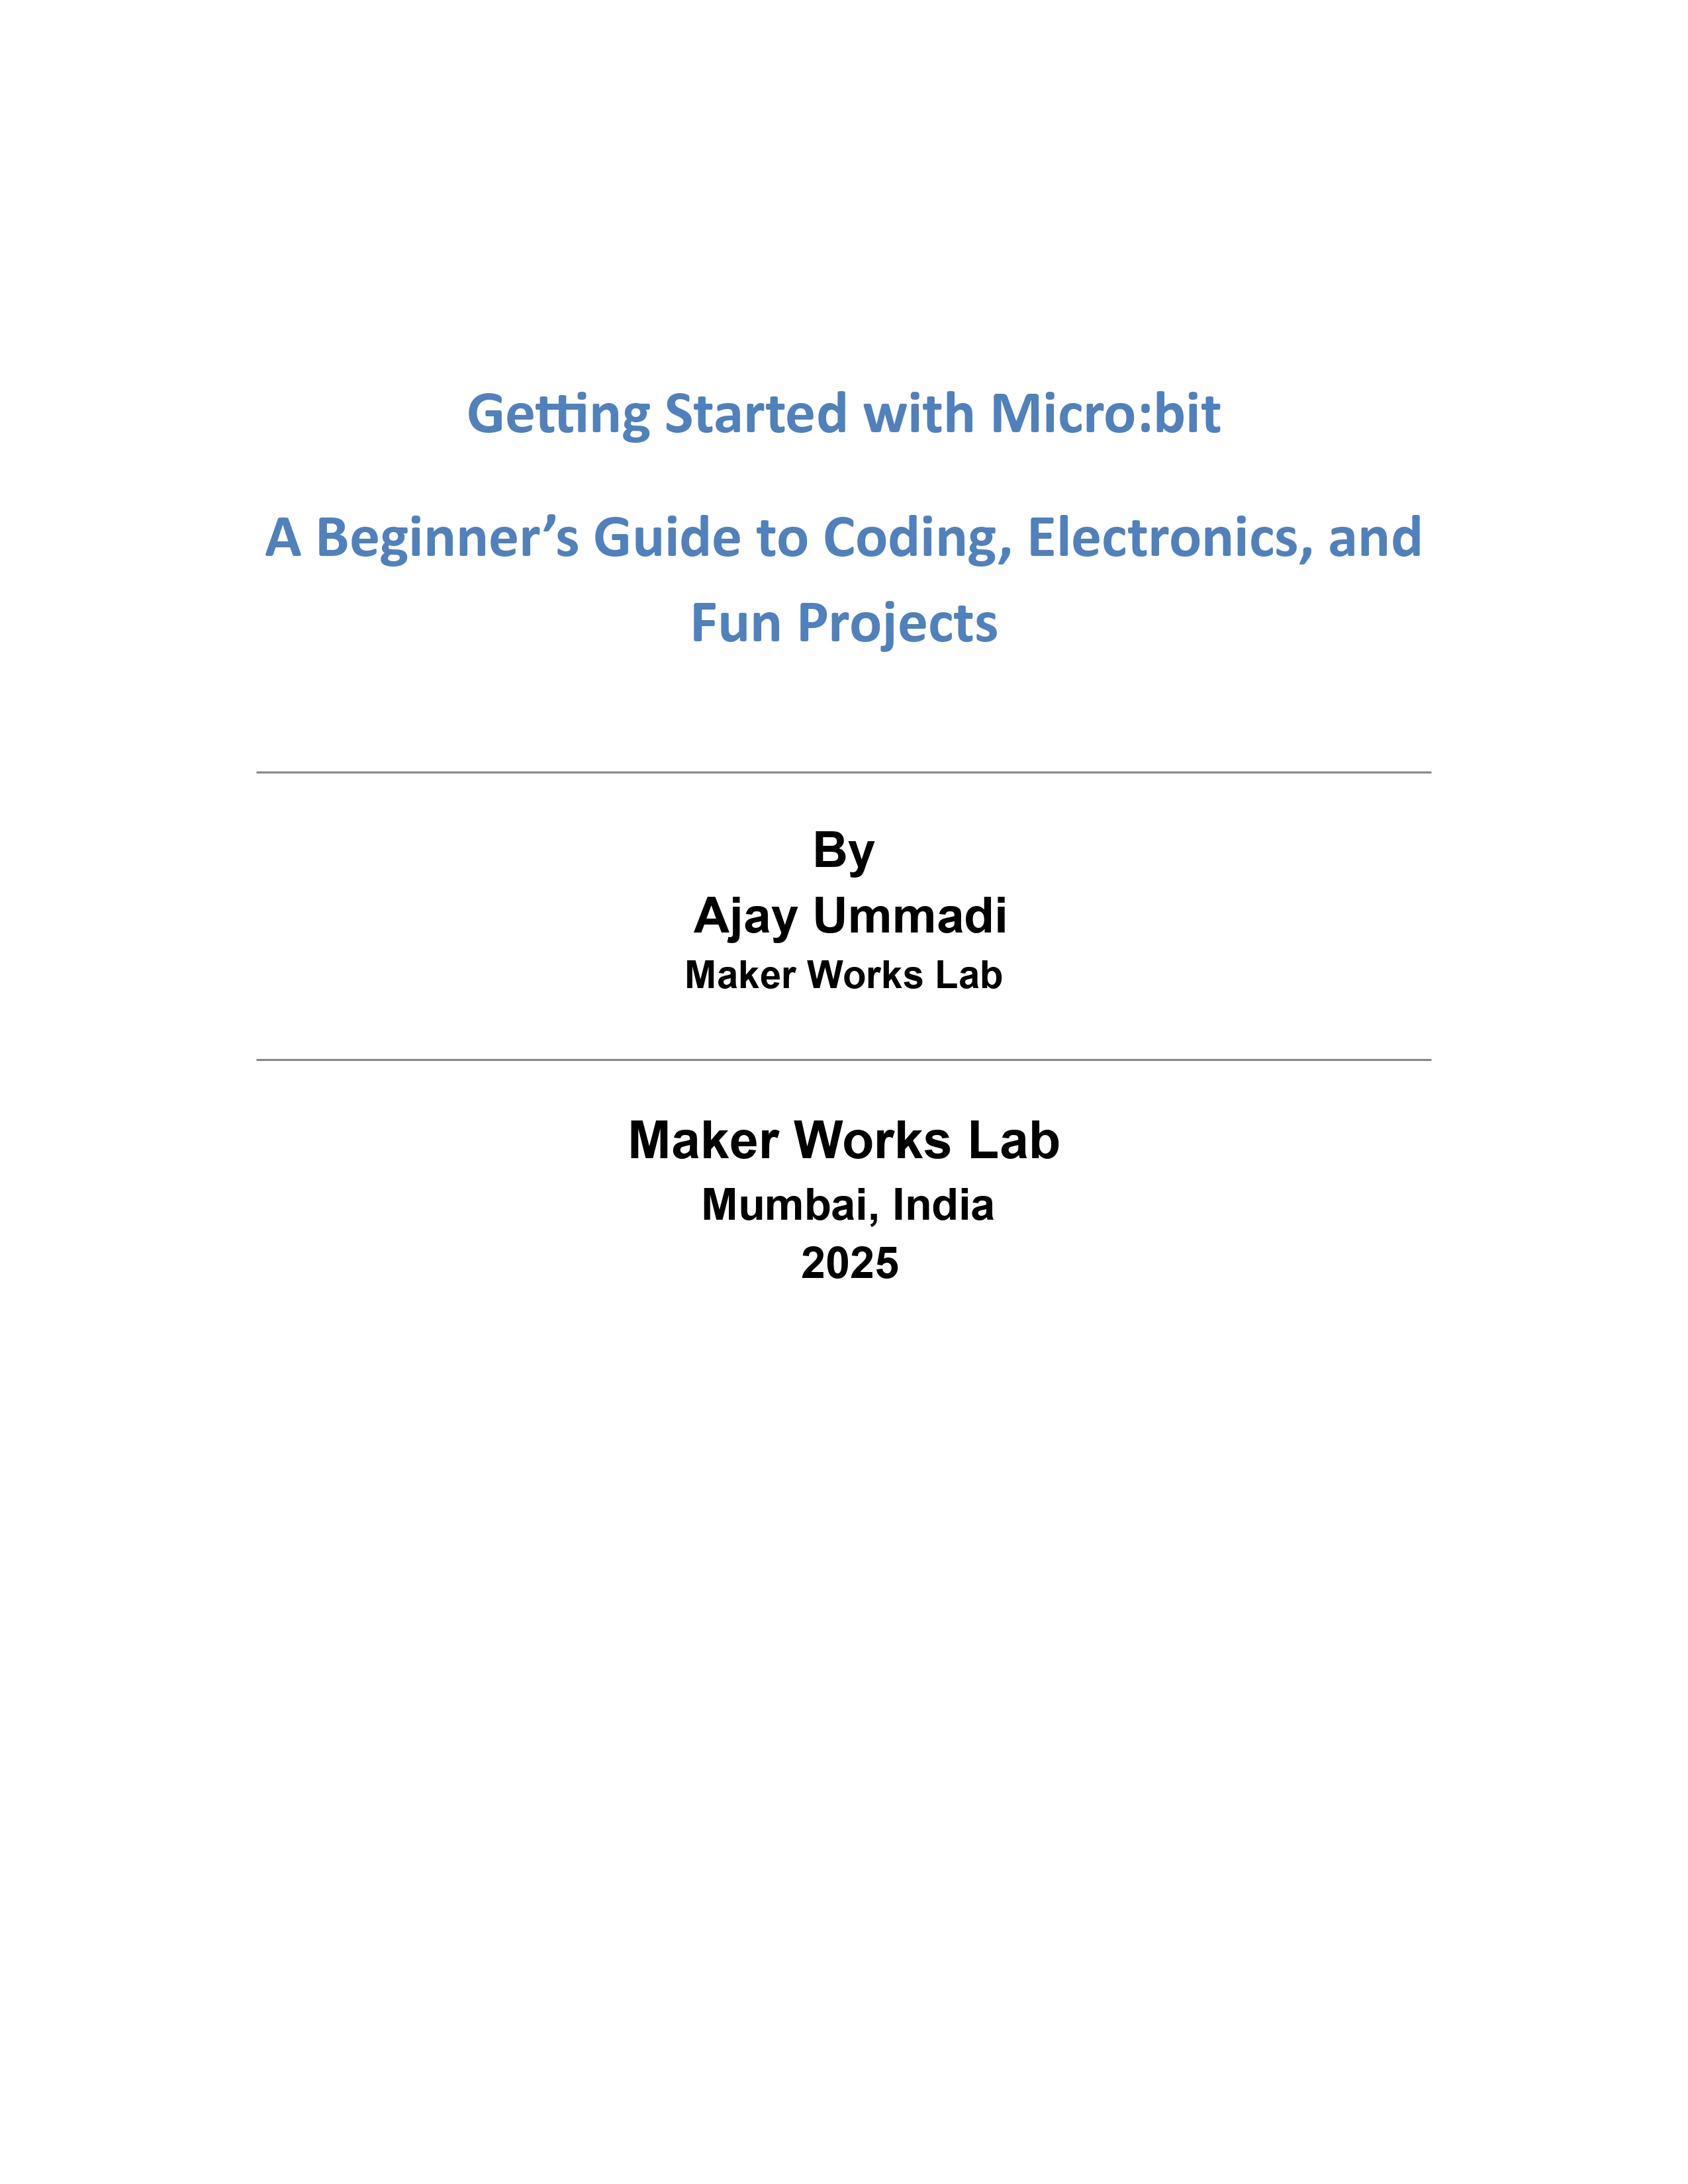 Getting Started with Micro:bit
A Beginner’s Guide to Coding, Electronics, and
Fun Projects
By
Ajay Ummadi
Maker Works Lab
Maker Works Lab
Mumbai, India
2025